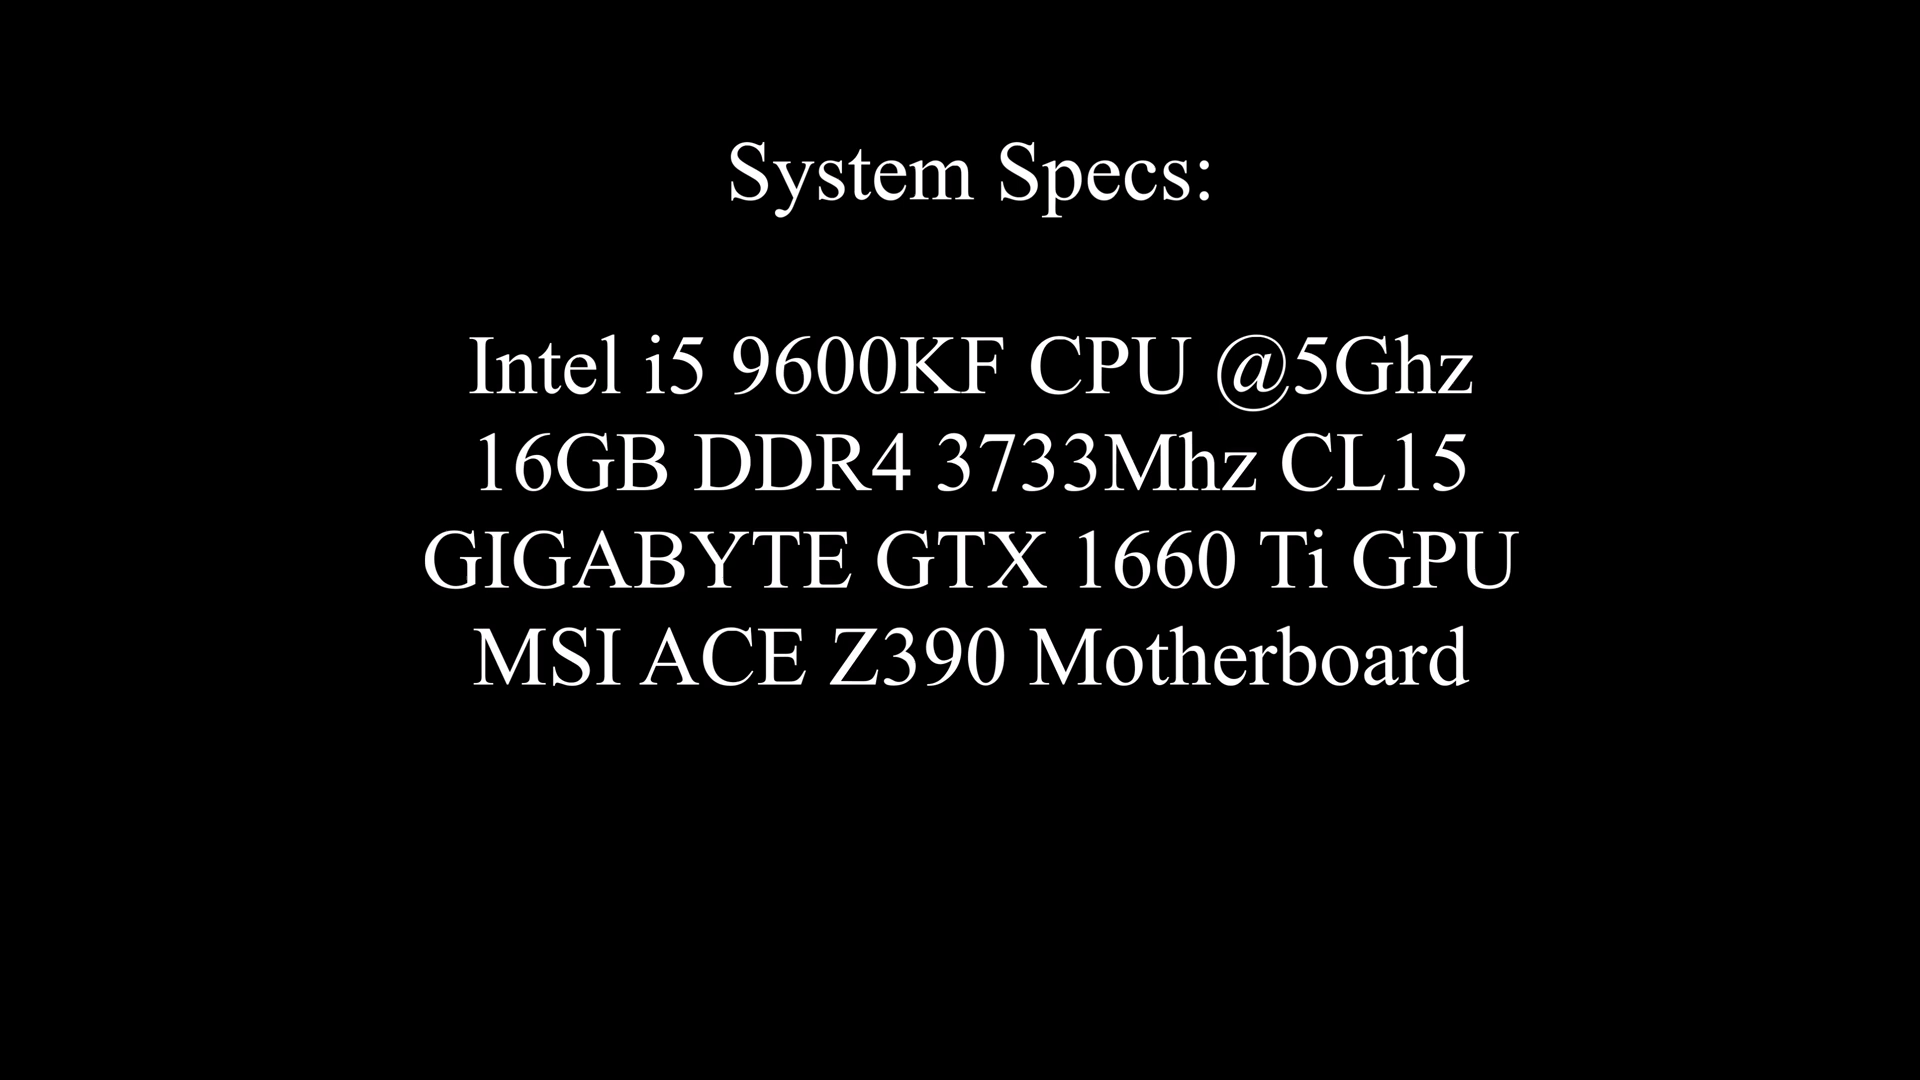 System Specs:
Intel i5 9600KF CPU @5Ghz
16GB DDR4 3733Mhz CL15
GIGABYTE GTX 1660 Ti GPU
MSI ACE Z390 Motherboard